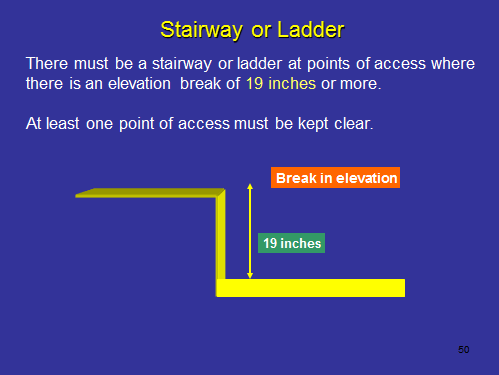 Stairway or Ladder
There must be a stairway or ladder at points of access where
there is an elevation break of 19 inches or more.
At least one point of access must be kept clear.
Break in elevation
19 inches
50